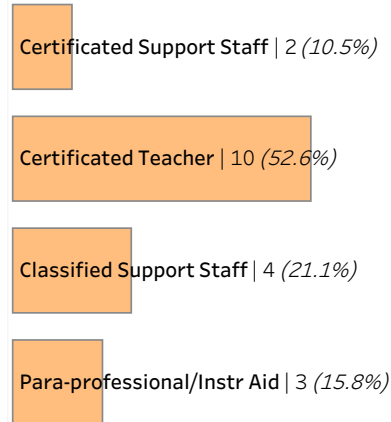 Certificated Support Staff | 2 (10.5%)
Certificated Teacher | 10 (52.6%)
Classified Support Staff | 4 (21.1%)
Para-professional/Instr Aid | 3 (15.8%)